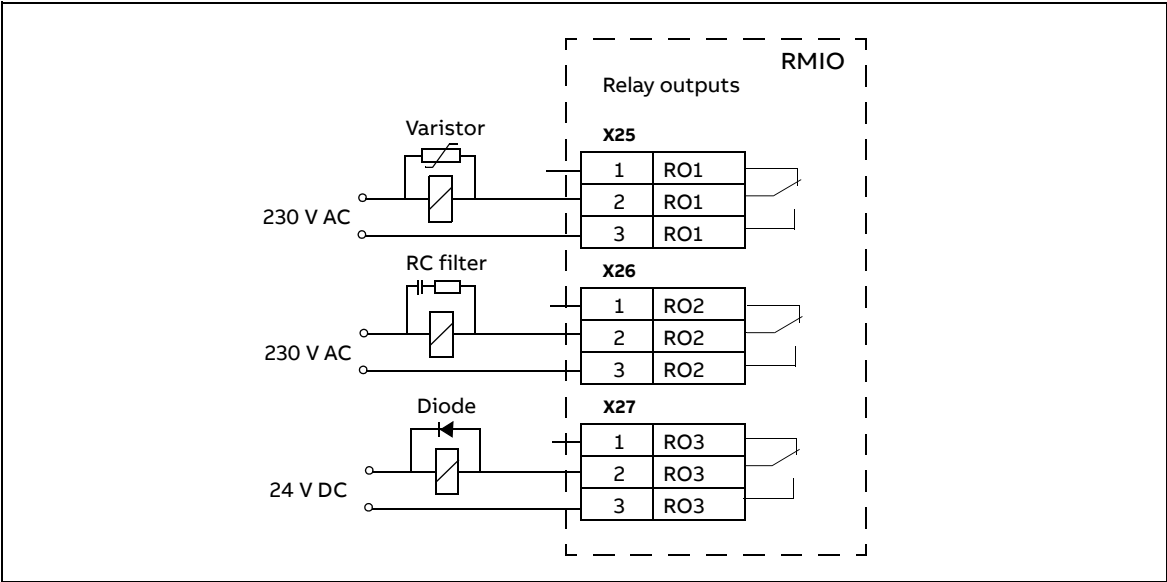 RMIO
Relay outputs
Varistor
X25
1 RO1
2 RO1
3 RO1
230 V AC
RC filter
X26
1 RO2
2 RO2
3 RO2
230 V AC
Diode
X27
1 RO3
2 RO3
3 RO3
24 V DC